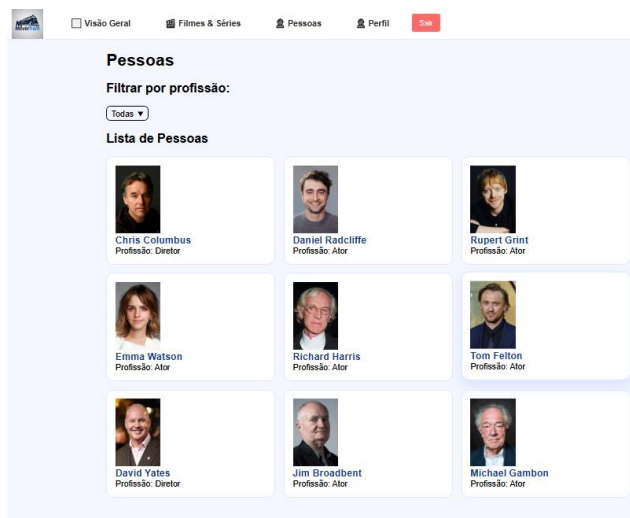 Visão Geral
Filmes & Séries
Pessoas
Perfil
Sair
Pessoas
Filtrar por profissão:
Todas ▼
Lista de Pessoas
Chris Columbus
Profissão: Diretor
Daniel Radcliffe
Profissão: Ator
Rupert Grint
Profissão: Ator
Emma Watson
Profissão: Ator
Richard Harris
Profissão: Ator
Tom Felton
Profissão: Ator
David Yates
Profissão: Diretor
Jim Broadbent
Profissão: Ator
Michael Gambon
Profissão: Ator